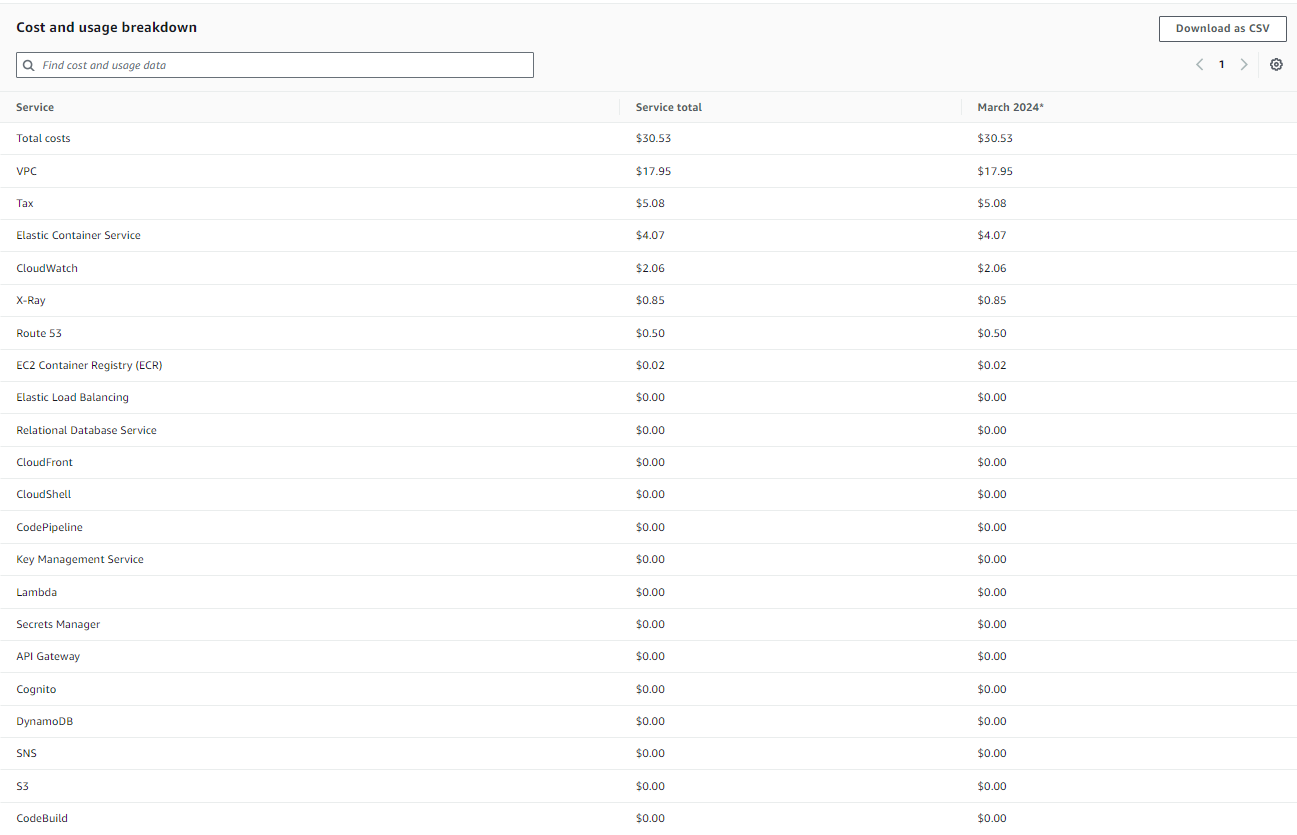 Cost and usage breakdown
Download as CSV
Find cost and usage data
1
Service Service total March 2024*
Total costs $30.53 $30.53
VPC $17.95 $17.95
Tax $5.08 $5.08
Elastic Container Service $4.07 $4.07
CloudWatch $2.06 $2.06
X-Ray $0.85 $0.85
Route 53 $0.50 $0.50
EC2 Container Registry (ECR) $0.02 $0.02
Elastic Load Balancing $0.00 $0.00
Relational Database Service $0.00 $0.00
CloudFront $0.00 $0.00
CloudShell $0.00 $0.00
CodePipeline $0.00 $0.00
Key Management Service $0.00 $0.00
Lambda $0.00 $0.00
Secrets Manager $0.00 $0.00
API Gateway $0.00 $0.00
Cognito $0.00 $0.00
DynamoDB $0.00 $0.00
SNS $0.00 $0.00
S3 $0.00 $0.00
CodeBuild $0.00 $0.00